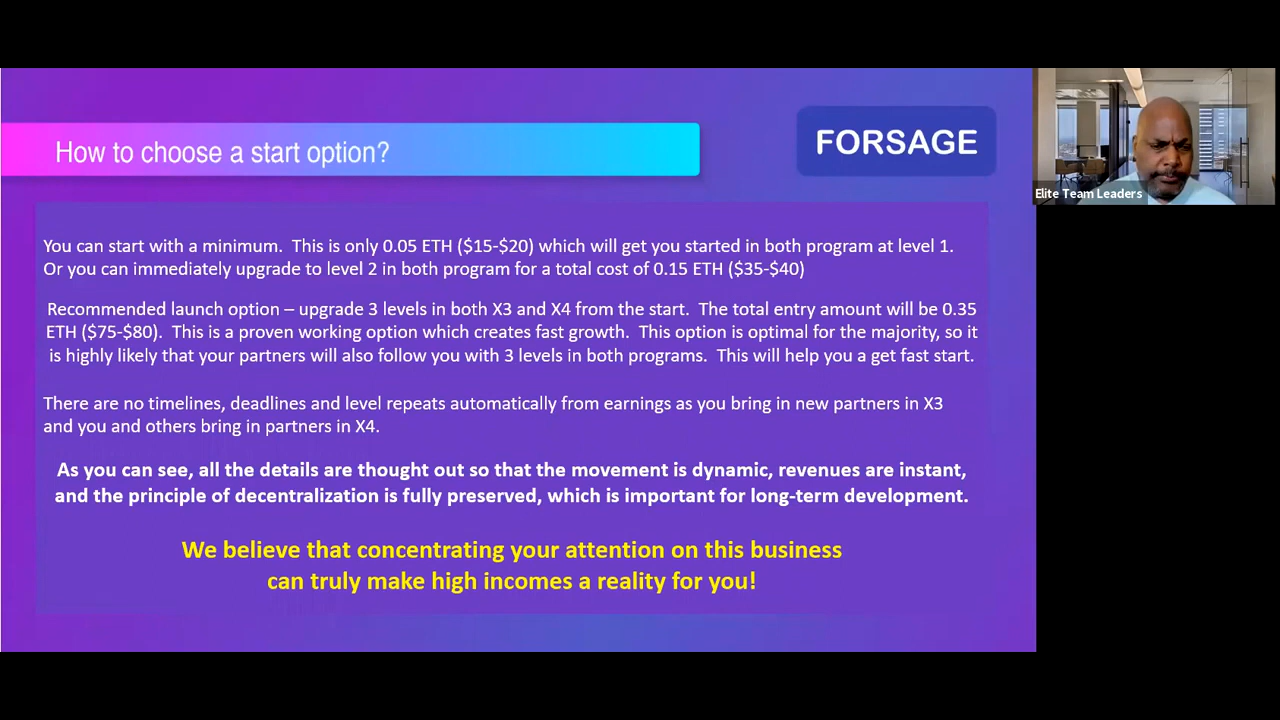 How to choose a start option?
FORSAGE
Elite Team Leaders
You can start with a minimum. This is only 0.05 ETH ($15-$20) which will get you started in both program at level 1.
Or you can immediately upgrade to level 2 in both program for a total cost of 0.15 ETH ($35-$40)
Recommended launch option – upgrade 3 levels in both X3 and X4 from the start. The total entry amount will be 0.35
ETH ($75-$80). This is a proven working option which creates fast growth. This option is optimal for the majority, so it
is highly likely that your partners will also follow you with 3 levels in both programs. This will help you a get fast start.
There are no timelines, deadlines and level repeats automatically from earnings as you bring in new partners in X3
and you and others bring in partners in X4.
As you can see, all the details are thought out so that the movement is dynamic, revenues are instant,
and the principle of decentralization is fully preserved, which is important for long-term development.
We believe that concentrating your attention on this business
can truly make high incomes a reality for you!